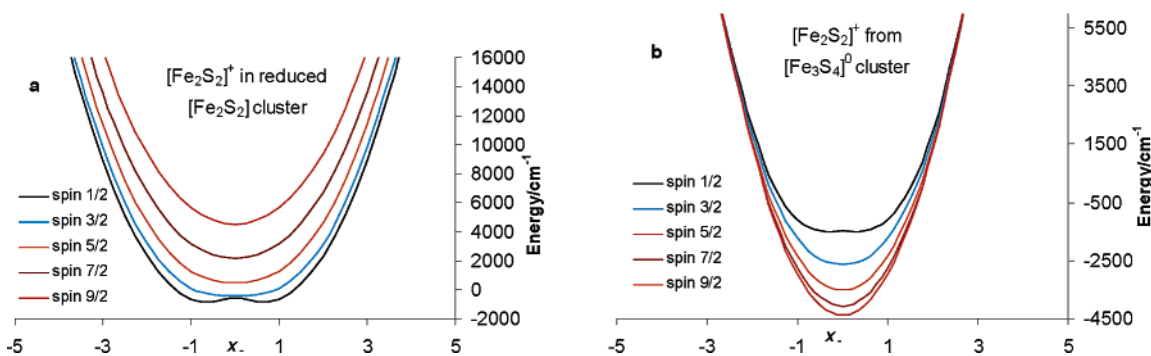 a
[Fe2S2]+ in reduced
[Fe2S2] cluster
spin 1/2
spin 3/2
spin 5/2
spin 7/2
spin 9/2
16000
14000
12000
10000
8000
6000
4000
2000
0
-2000
Energy/cm-1
-5 -3 -1 x- 1 3 5
b
[Fe2S2]+ from
[Fe3S4]0 cluster
spin 1/2
spin 3/2
spin 5/2
spin 7/2
spin 9/2
5500
3500
1500
-500
-2500
-4500
Energy/cm-1
-5 -3 -1 x- 1 3 5